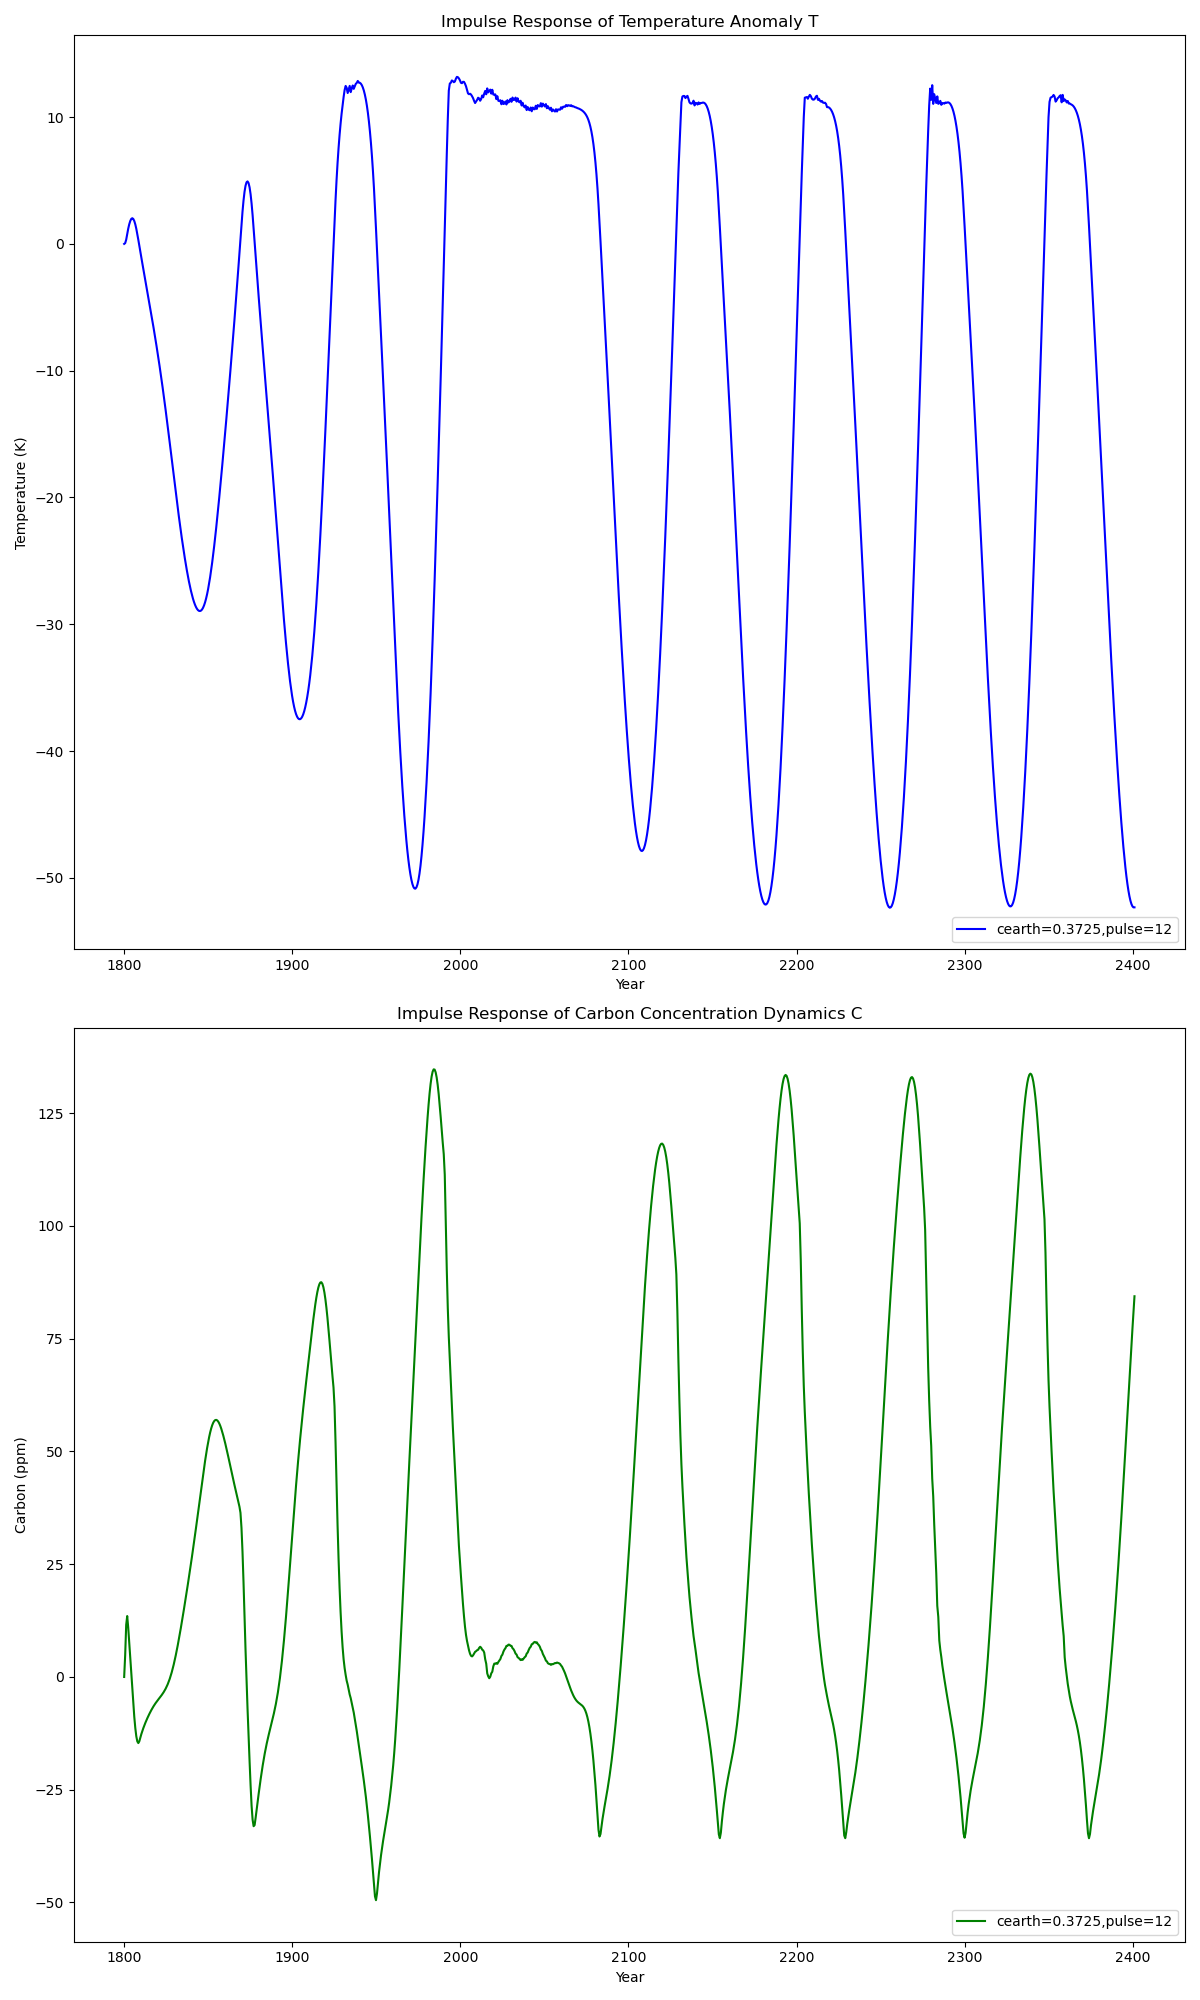 Impulse Response of Temperature Anomaly T
10
0
−10
−20
−30
−40
−50
Temperature (K)
cearth=0.3725,pulse=12
1800 1900 2000 2100 2200 2300 2400
Year
Impulse Response of Carbon Concentration Dynamics C
125
100
75
50
25
0
−25
−50
Carbon (ppm)
cearth=0.3725,pulse=12
1800 1900 2000 2100 2200 2300 2400
Year